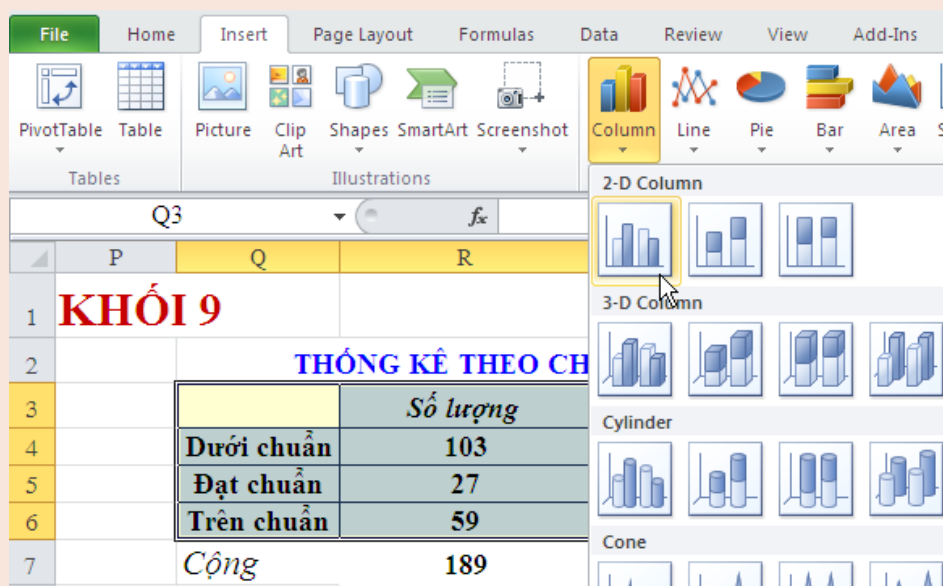 File Home Insert Page Layout Formulas Data Review View Add-Ins
PivotTable Table Picture Clip Art Shapes SmartArt Screenshot Column Line Pie Bar Area
Tables Illustrations
2-D Column
Q3 fx
P Q R
3-D Column
1 KHỐI 9
2 THỐNG KÊ THEO CH
3 Số lượng
Cylinder
4 Dưới chuẩn 103
5 Đạt chuẩn 27
6 Trên chuẩn 59
Cone
7 Cộng 189